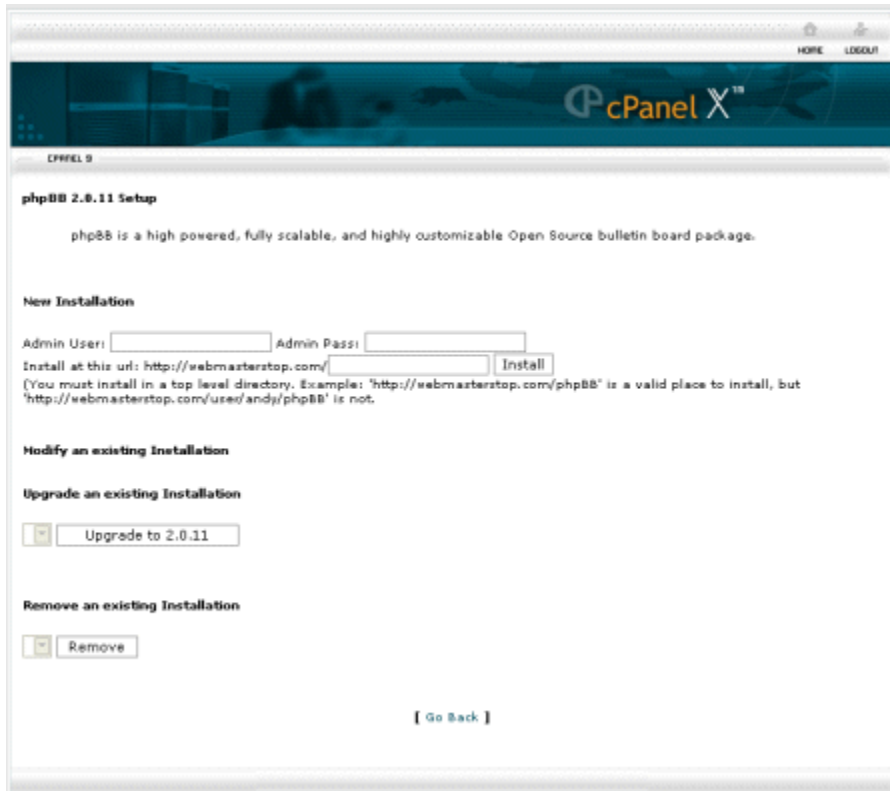 HOME LOGOUT
cPanel X™
CPANEL 9
phpBB 2.0.11 Setup
phpBB is a high powered, fully scalable, and highly customizable Open Source bulletin board package.
New Installation
Admin User: Admin Pass:
Install at this url: http://webmasterstop.com/ Install
(You must install in a top level directory. Example: 'http://webmasterstop.com/phpBB' is a valid place to install, but
'http://webmasterstop.com/user/andy/phpBB' is not.
Modify an existing Installation
Upgrade an existing Installation
Upgrade to 2.0.11
Remove an existing Installation
Remove
[ Go Back ]